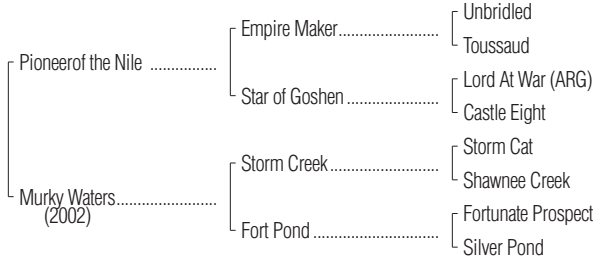 Unbridled
Empire Maker
Toussaud
Pioneerof the Nile
Lord At War (ARG)
Star of Goshen
Castle Eight
Storm Cat
Storm Creek
Shawnee Creek
Murky Waters
(2002)
Fortunate Prospect
Fort Pond
Silver Pond